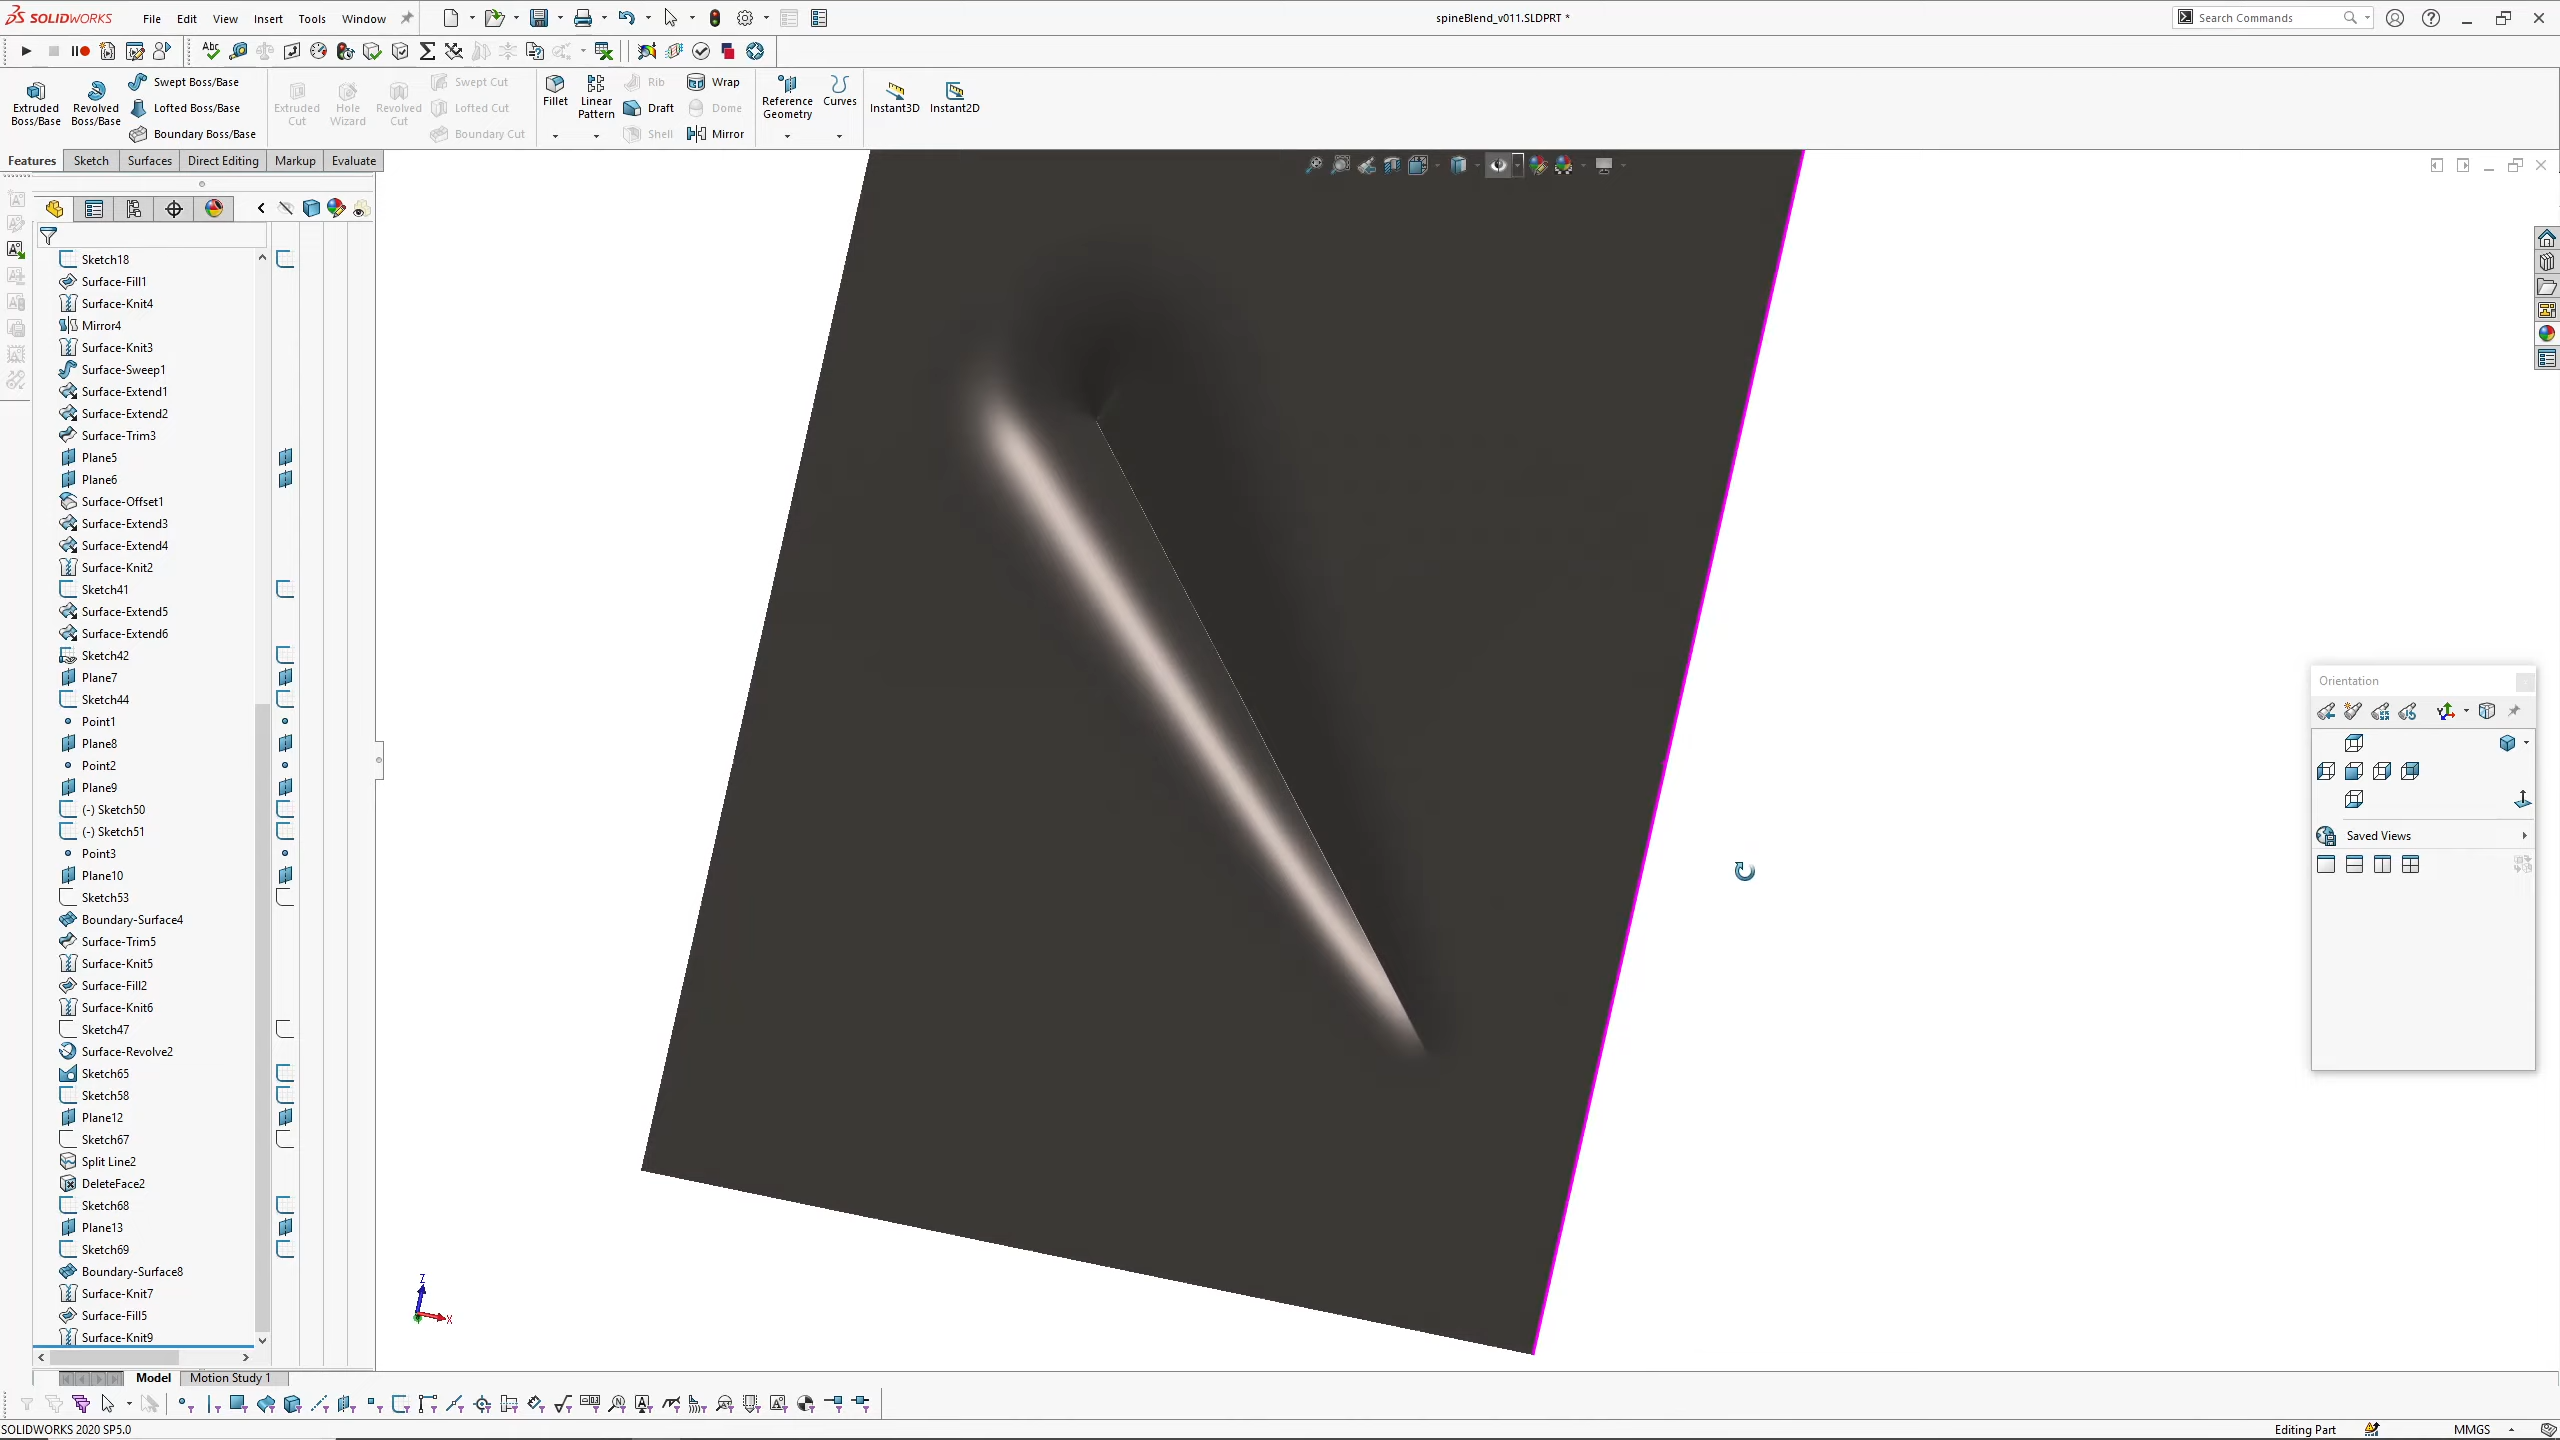 SOLIDWORKS File Edit View Insert Tools Window
spineBlend_v011.SLDPRT *
Search Commands
Extruded Boss/Base
Revolved Boss/Base
Swept Boss/Base
Lofted Boss/Base
Boundary Boss/Base
Extruded Cut
Hole Wizard
Revolved Cut
Swept Cut
Lofted Cut
Boundary Cut
Fillet
Linear Pattern
Rib
Draft
Shell
Wrap
Dome
Mirror
Reference Geometry
Curves
Instant3D
Instant2D
Features Sketch Surfaces Direct Editing Markup Evaluate
Sketch18
Surface-Fill1
Surface-Knit4
Mirror4
Surface-Knit3
Surface-Sweep1
Surface-Extend1
Surface-Extend2
Surface-Trim3
Plane5
Plane6
Surface-Offset1
Surface-Extend3
Surface-Extend4
Surface-Knit2
Sketch41
Surface-Extend5
Surface-Extend6
Sketch42
Plane7
Sketch44
Point1
Plane8
Point2
Plane9
(-) Sketch50
(-) Sketch51
Point3
Plane10
Sketch53
Boundary-Surface4
Surface-Trim5
Surface-Knit5
Surface-Fill2
Surface-Knit6
Sketch47
Surface-Revolve2
Sketch65
Sketch58
Plane12
Sketch67
Split Line2
DeleteFace2
Sketch68
Plane13
Sketch69
Boundary-Surface8
Surface-Knit7
Surface-Fill5
Surface-Knit9
Z
X
Orientation
Saved Views
Model Motion Study 1
SOLIDWORKS 2020 SP5.0
Editing Part
MMGS